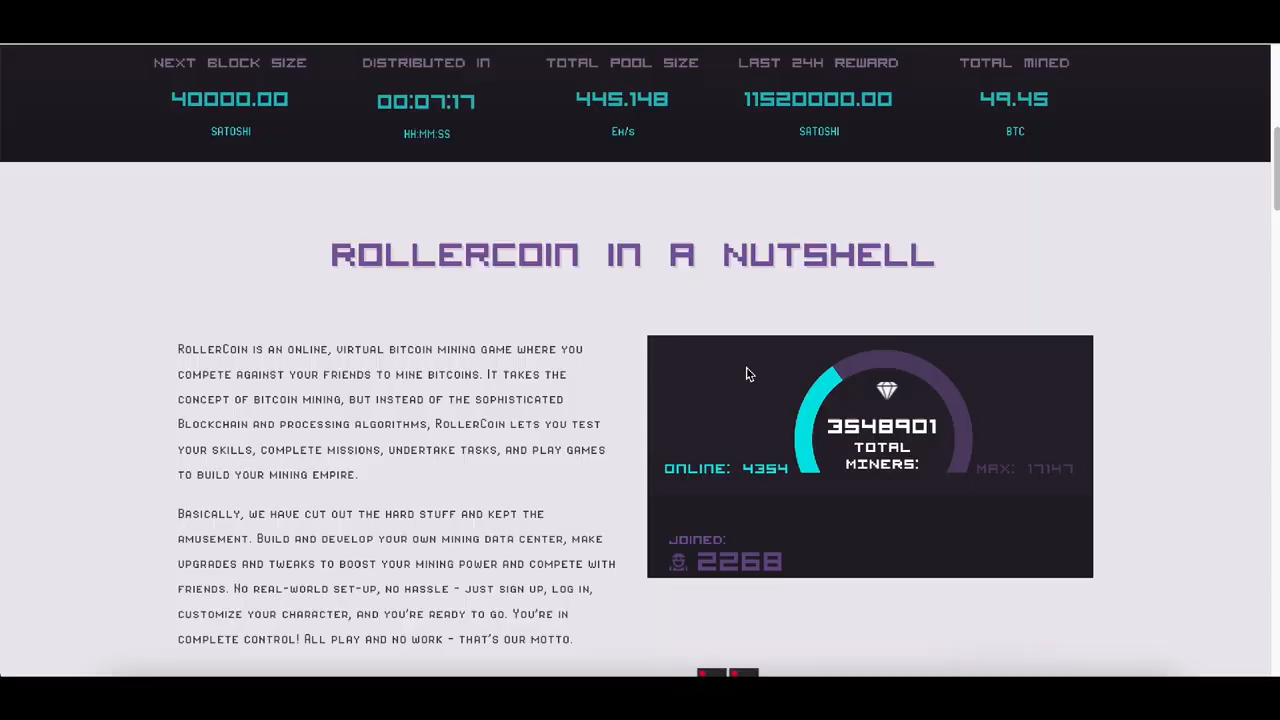 NEXT BLOCK SIZE
DISTRIBUTED IN
TOTAL POOL SIZE
LAST 24H REWARD
TOTAL MINED
40000.00
00:07:17
445.148
11520000.00
49.45
SATOSHI
HH:MM:SS
EH/S
SATOSHI
BTC
ROLLERCOIN IN A NUTSHELL
ROLLERCOIN IS AN ONLINE, VIRTUAL BITCOIN MINING GAME WHERE YOU
COMPETE AGAINST YOUR FRIENDS TO MINE BITCOINS. IT TAKES THE
CONCEPT OF BITCOIN MINING, BUT INSTEAD OF THE SOPHISTICATED
BLOCKCHAIN AND PROCESSING ALGORITHMS, ROLLERCOIN LETS YOU TEST
YOUR SKILLS, COMPLETE MISSIONS, UNDERTAKE TASKS, AND PLAY GAMES
TO BUILD YOUR MINING EMPIRE.
BASICALLY, WE HAVE CUT OUT THE HARD STUFF AND KEPT THE
AMUSEMENT. BUILD AND DEVELOP YOUR OWN MINING DATA CENTER, MAKE
UPGRADES AND TWEAKS TO BOOST YOUR MINING POWER AND COMPETE WITH
FRIENDS. NO REAL-WORLD SET-UP, NO HASSLE – JUST SIGN UP, LOG IN,
CUSTOMIZE YOUR CHARACTER, AND YOU'RE READY TO GO. YOU'RE IN
COMPLETE CONTROL! ALL PLAY AND NO WORK – THAT'S OUR MOTTO.
3548901
TOTAL
MINERS:
ONLINE: 4354
MAX: 17147
JOINED:
2268